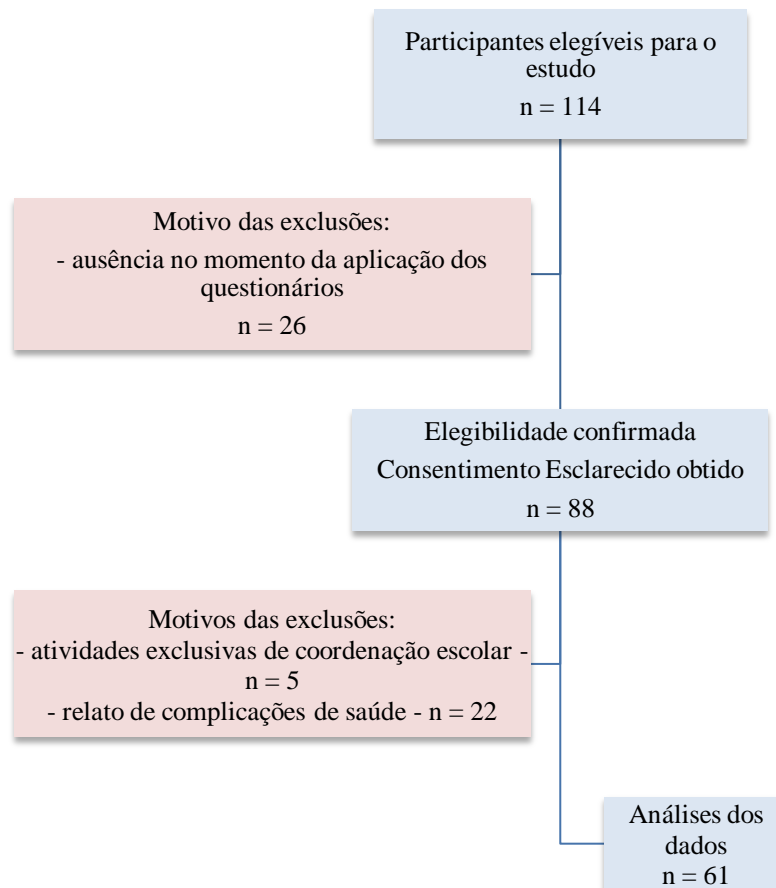 Participantes elegíveis para o
estudo
n = 114
Motivo das exclusões:
- ausência no momento da aplicação dos
questionários
n = 26
Elegibilidade confirmada
Consentimento Esclarecido obtido
n = 88
Motivos das exclusões:
- atividades exclusivas de coordenação escolar -
n = 5
- relato de complicações de saúde - n = 22
Análises dos
dados
n = 61